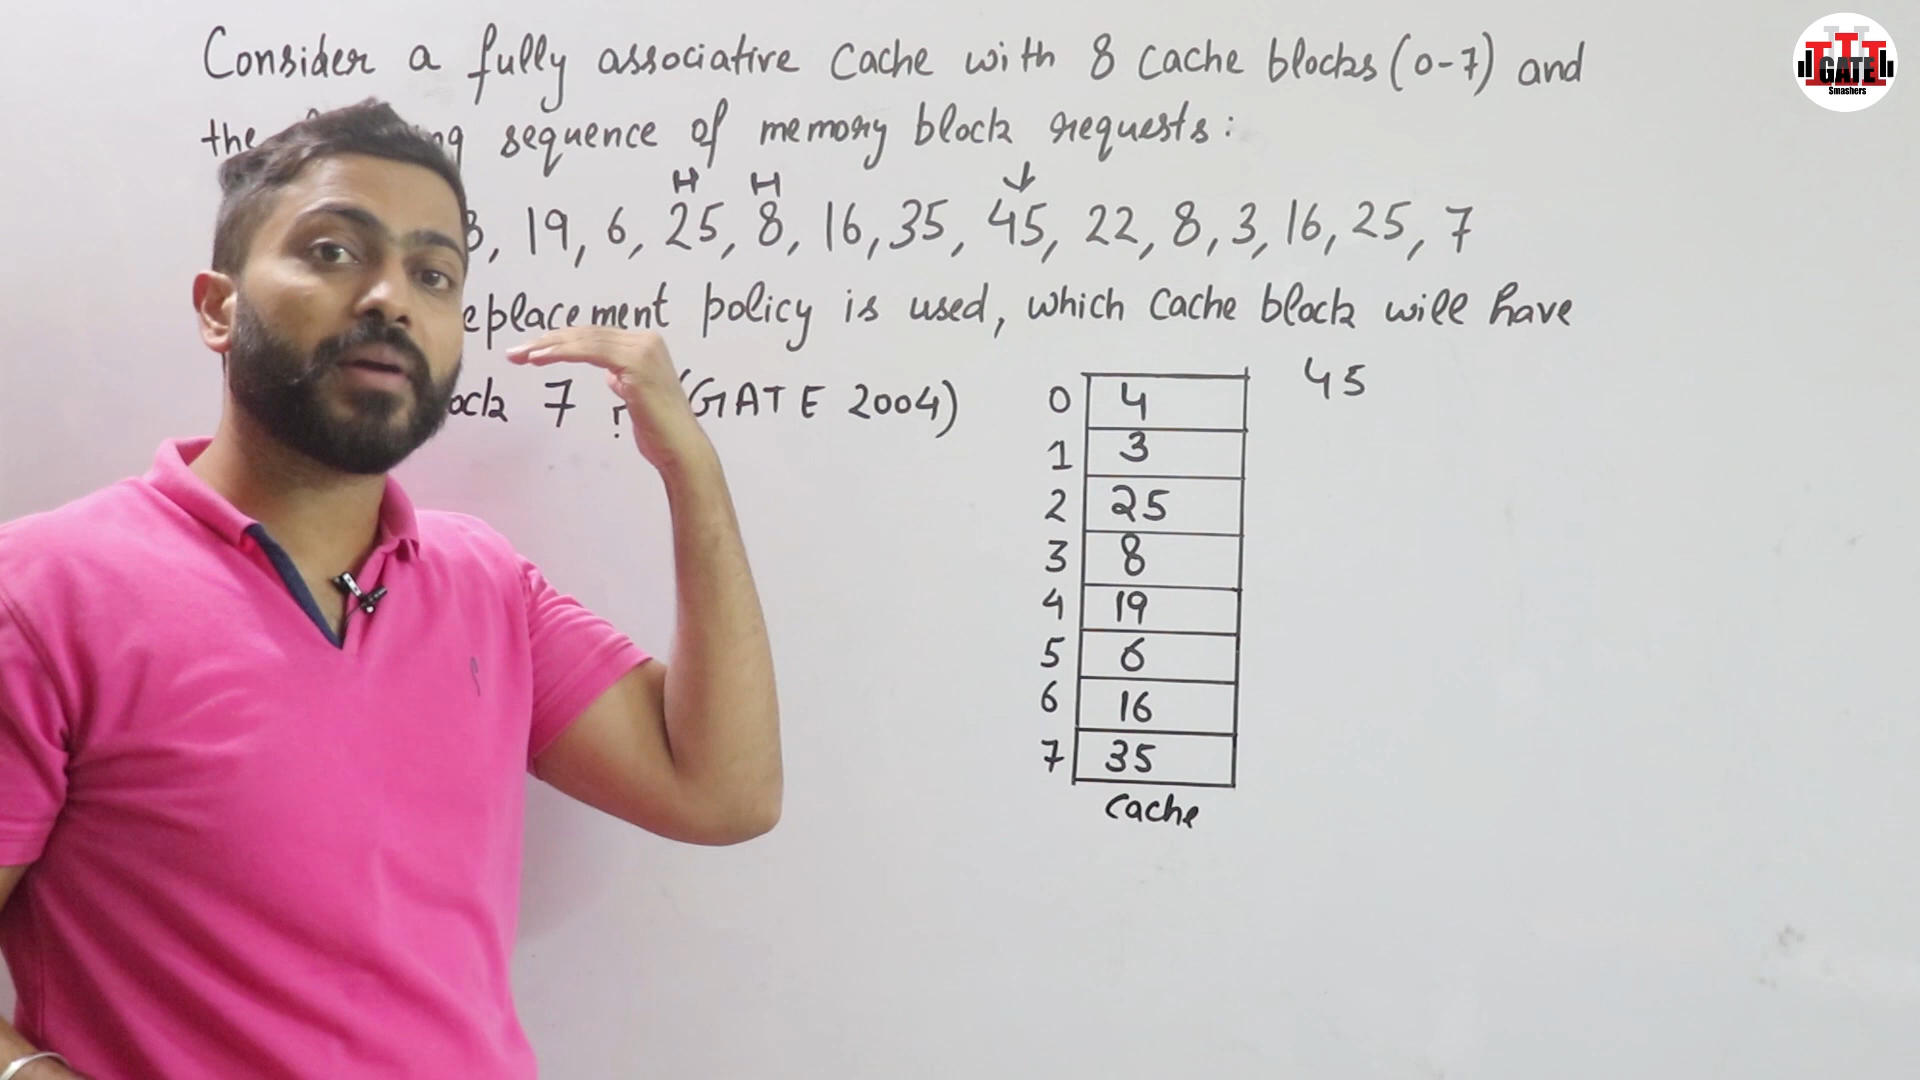 Consider a fully associative Cache with 8 cache blocks (0-7) and
the sequence of memory block requests:
H H ↓
, 19, 6, 25, 8, 16, 35, 45, 22, 8, 3, 16, 25, 7
policy is used, which Cache block will have
7 ? (GATE 2004)
45
0 4
1 3
2 25
3 8
4 19
5 6
6 16
7 35
Cache
GATE
Smashers